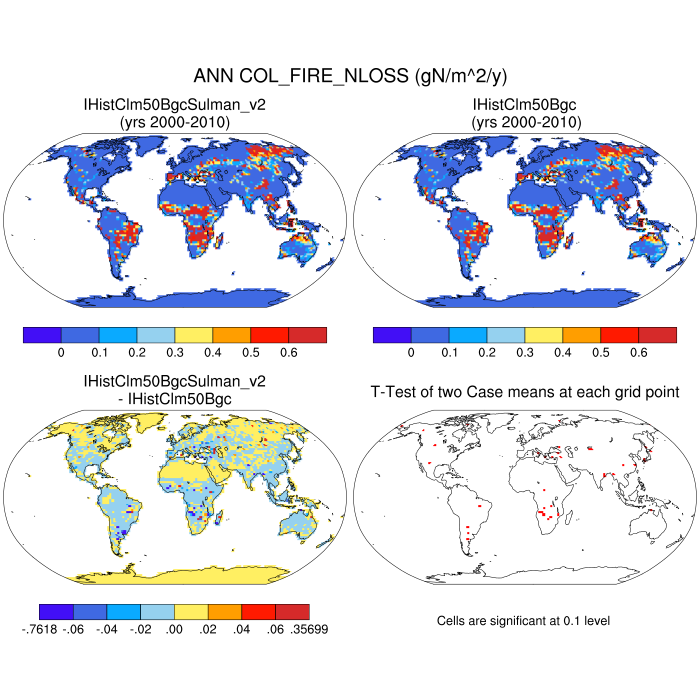 ANN COL_FIRE_NLOSS (gN/m^2/y)
IHistClm50BgcSulman_v2
(yrs 2000-2010)
IHistClm50Bgc
(yrs 2000-2010)
0 0.1 0.2 0.3 0.4 0.5 0.6
0 0.1 0.2 0.3 0.4 0.5 0.6
IHistClm50BgcSulman_v2
- IHistClm50Bgc
T-Test of two Case means at each grid point
-.7618 -.06 -.04 -.02 .00 .02 .04 .06 .35699
Cells are significant at 0.1 level